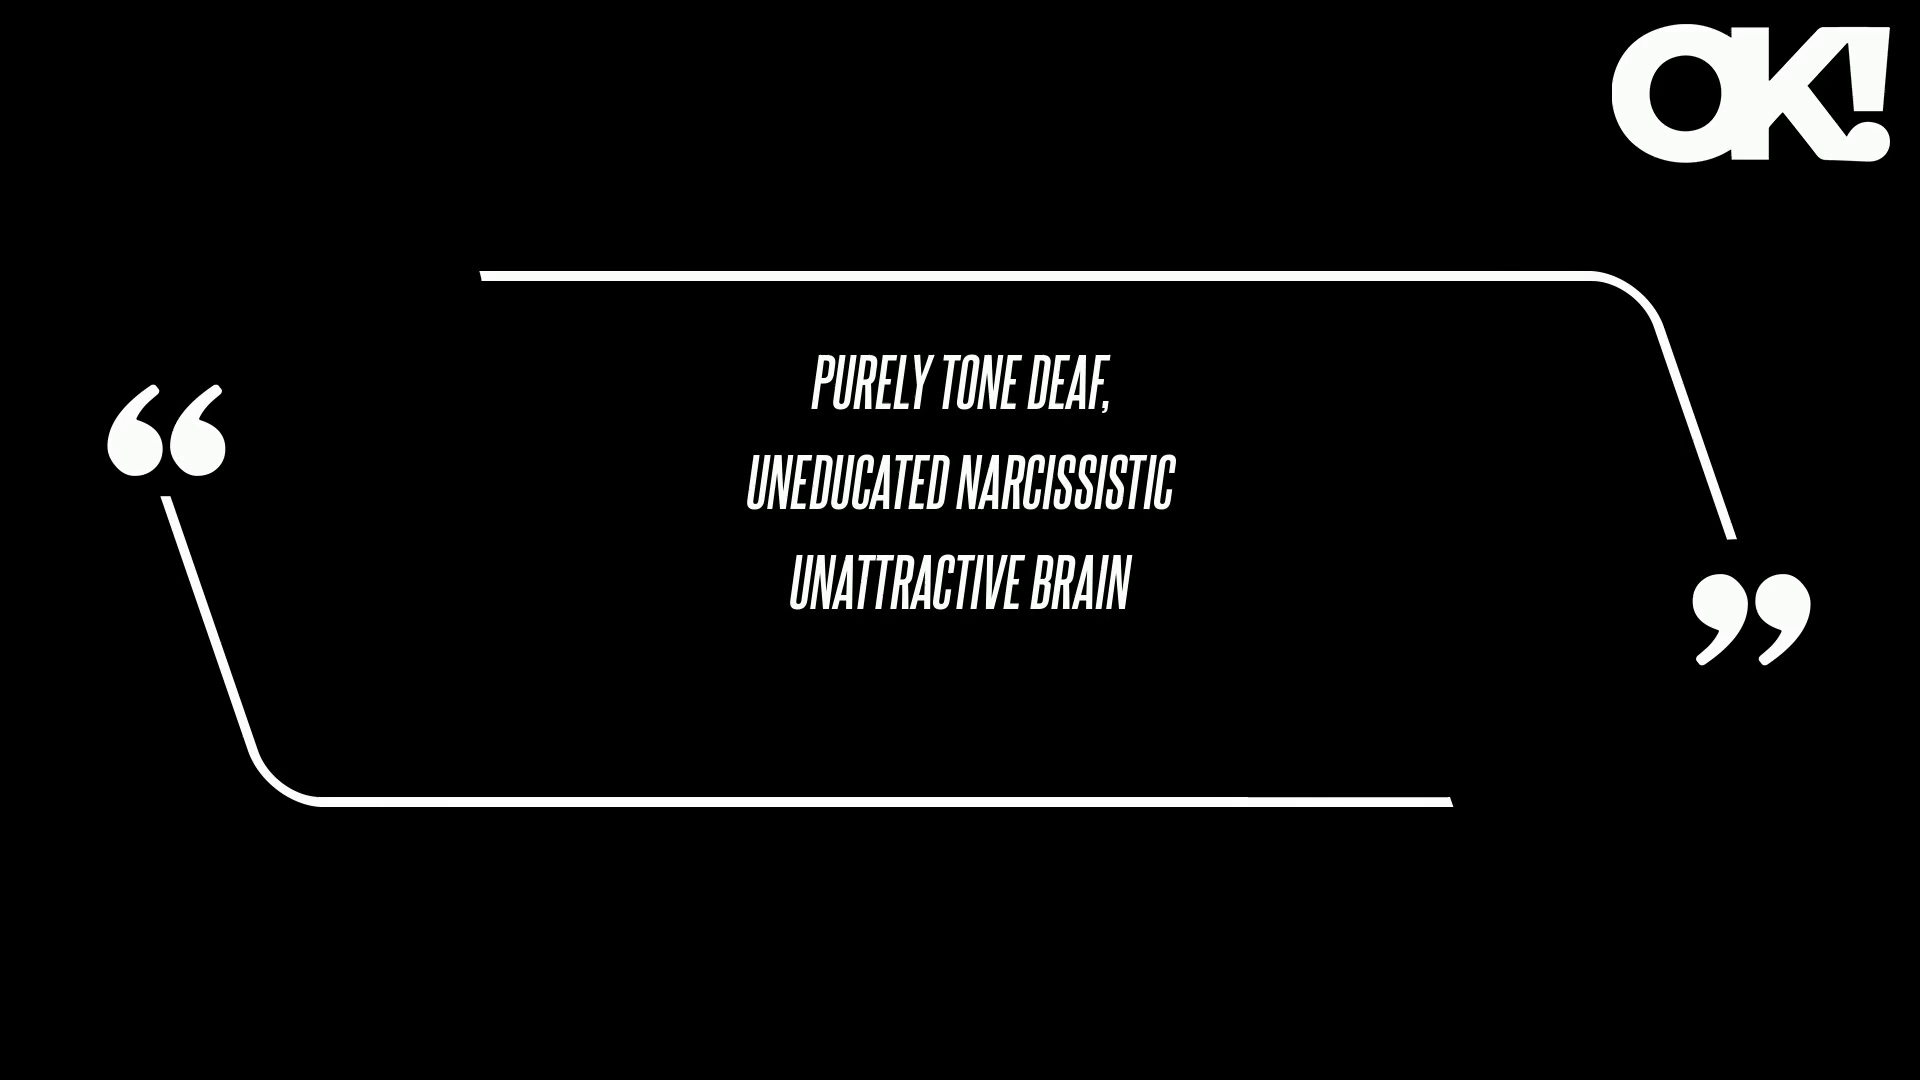 OK!
“
PURELY TONE DEAF,
UNEDUCATED NARCISSISTIC
UNATTRACTIVE BRAIN
”